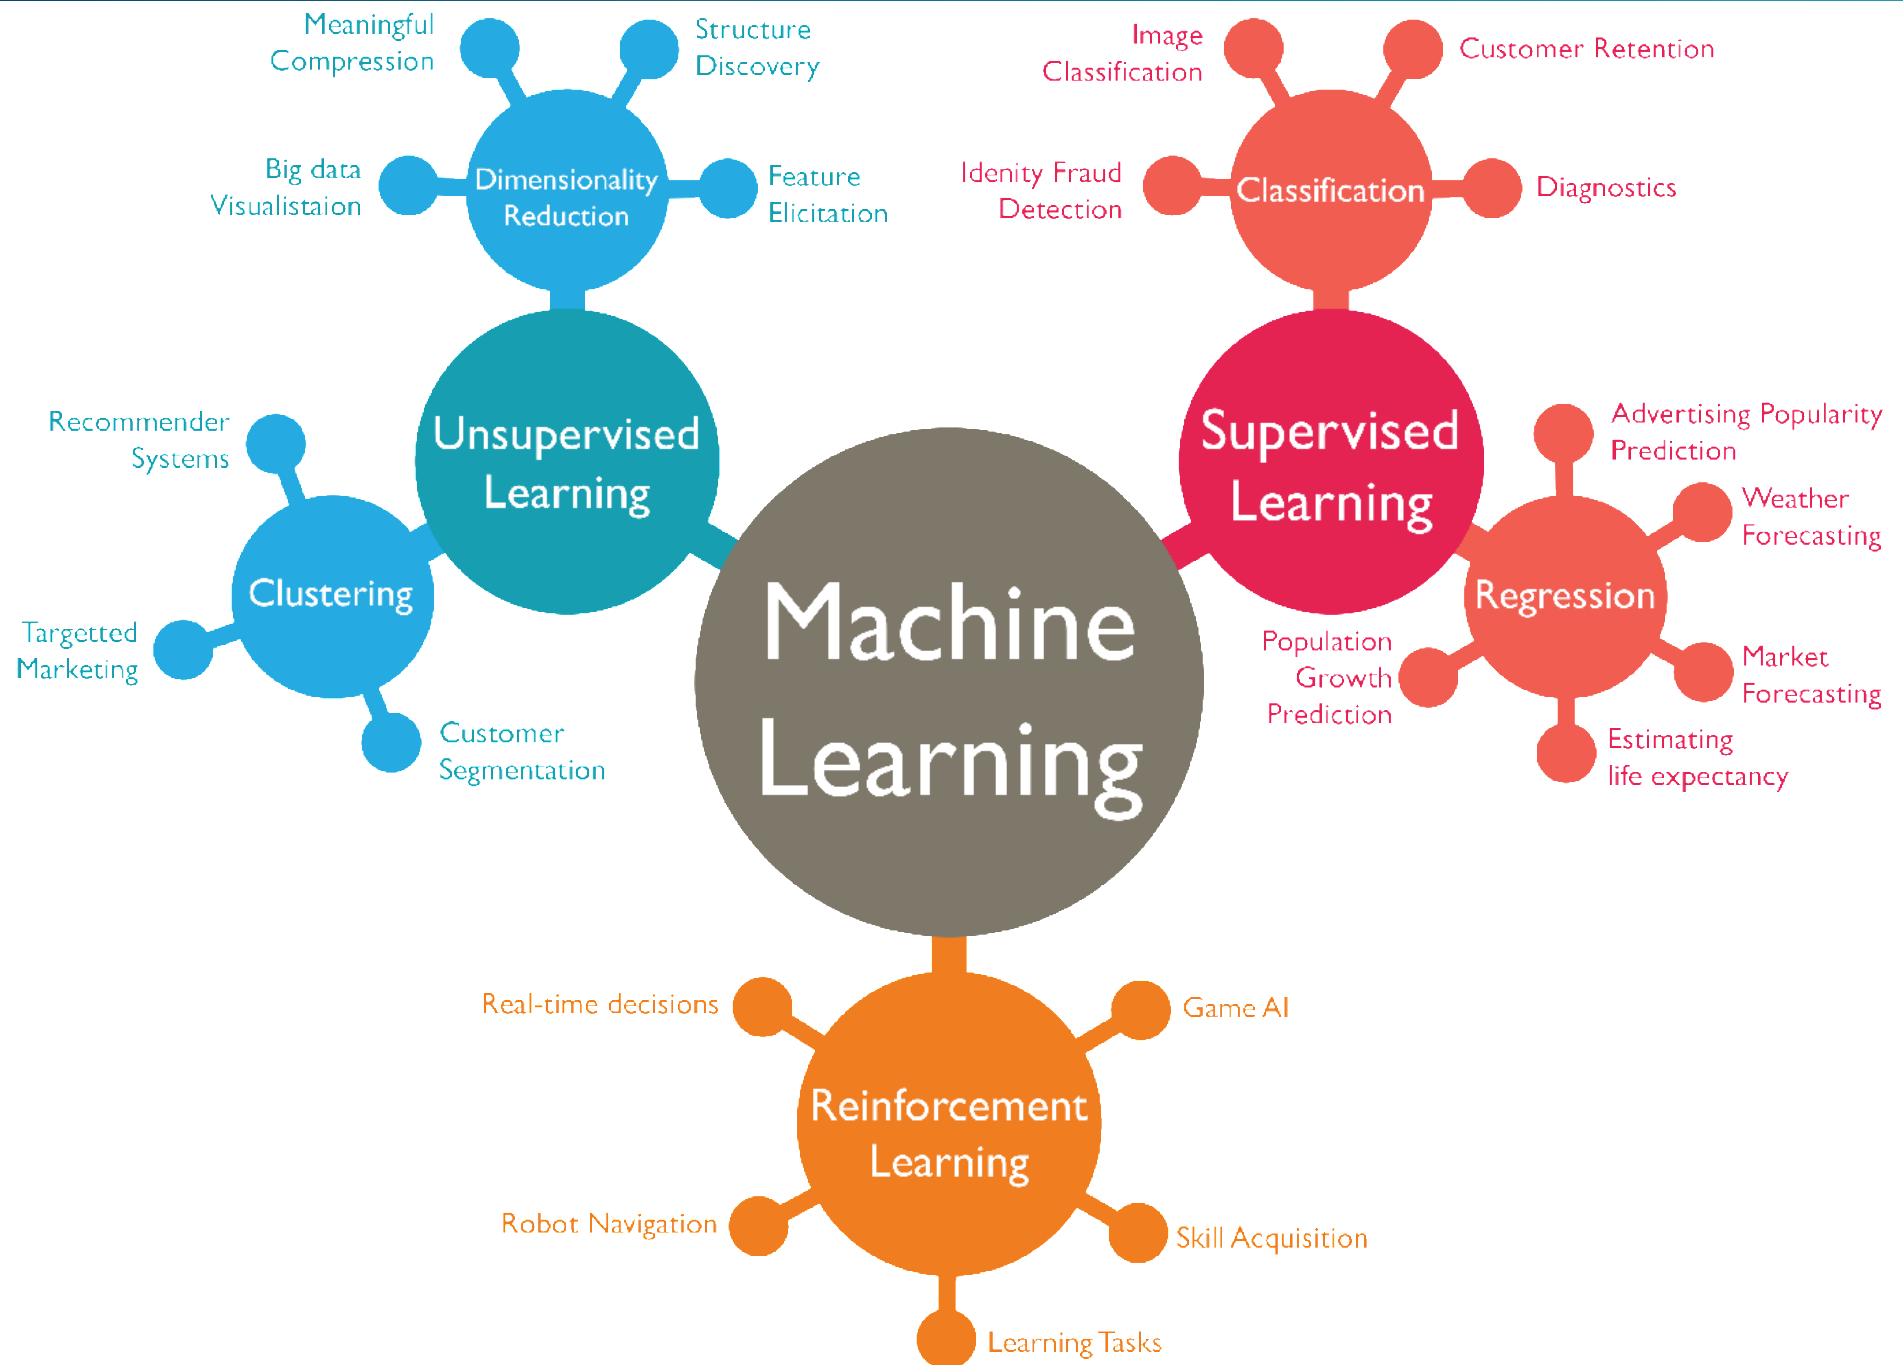 Meaningful
Compression
Structure
Discovery
Big data
Visualistaion
Dimensionality
Reduction
Feature
Elicitation
Image
Classification
Customer Retention
Idenity Fraud
Detection
Classification
Diagnostics
Unsupervised
Learning
Recommender
Systems
Clustering
Targetted
Marketing
Customer
Segmentation
Machine
Learning
Supervised
Learning
Advertising Popularity
Prediction
Weather
Forecasting
Regression
Population
Growth
Prediction
Market
Forecasting
Estimating
life expectancy
Real-time decisions
Game AI
Reinforcement
Learning
Robot Navigation
Skill Acquisition
Learning Tasks